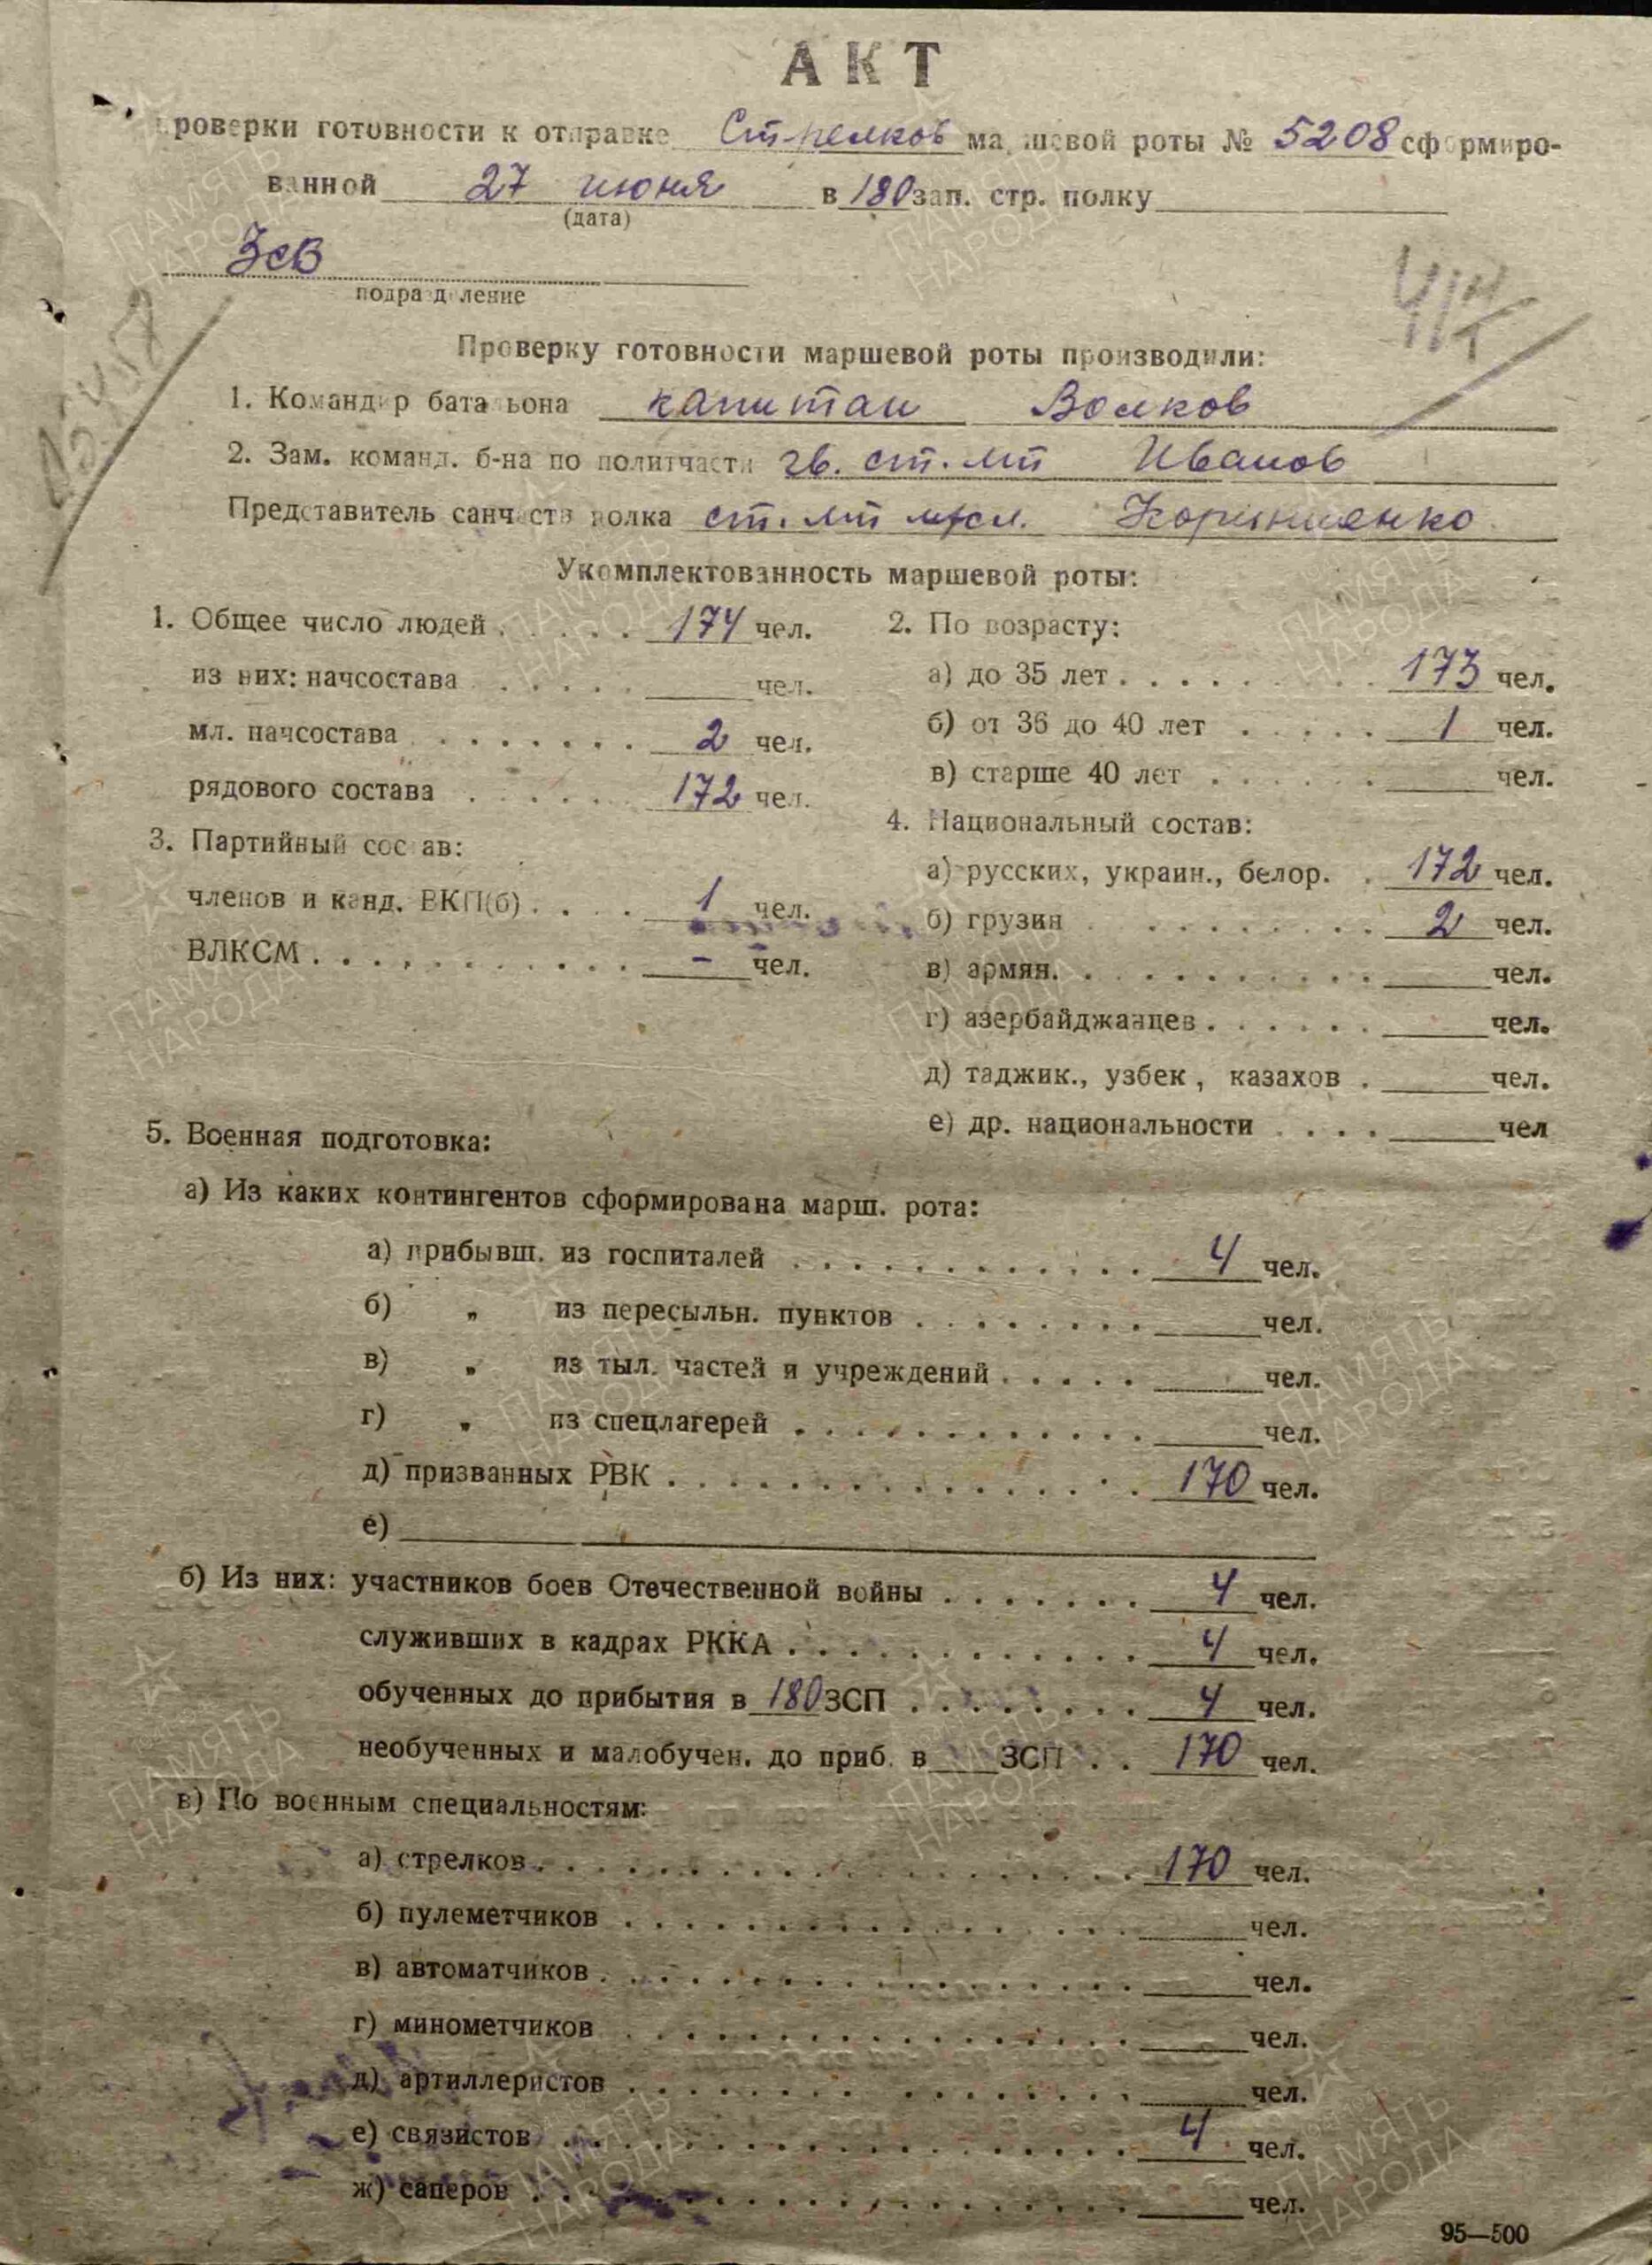 АКТ
проверки готовности к отправке Стрелков маршевой роты № 5208 сформиро-
ванной 27 июня в 180 зап. стр. полку
(дата)
3сб
подразделение
Проверку готовности маршевой роты производили:
1. Командир батальона капитан Волков
2. Зам. команд. б-на по политчасти гв. ст. л-т Иванов
Представитель санчасти полка ст. л-т м/сл.
Укомплектованность маршевой роты:
1. Общее число людей . . . . . 174 чел.
из них: начсостава . . . . . чел.
мл. начсостава . . . . . . . . 2 чел.
рядового состава . . . . . . 172 чел.
3. Партийный состав:
членов и канд. ВКП(б) . . . . 1 чел.
ВЛКСМ . . . . . . . . . . . . - чел.
2. По возрасту:
а) до 35 лет . . . . . . . . . 173 чел.
б) от 36 до 40 лет . . . . . 1 чел.
в) старше 40 лет . . . . . . чел.
4. Национальный состав:
а) русских, украин., белор. . 172 чел.
б) грузин . . . . . . . . . 2 чел.
в) армян. . . . . . . . . . . чел.
г) азербайджанцев . . . . . . чел.
д) таджик., узбек, казахов . чел.
е) др. национальности . . . . чел
5. Военная подготовка:
а) Из каких контингентов сформирована марш. рота:
а) прибывш. из госпиталей . . . . . . . . . . . . . 4 чел.
б) „ из пересыльн. пунктов . . . . . . . . . чел.
в) „ из тыл. частей и учреждений . . . . . чел.
г) „ из спецлагерей . . . . . . . . . . . . чел.
д) призванных РВК . . . . . . . . . . . . . . . . 170 чел.
е)
б) Из них: участников боев Отечественной войны . . . . . . . 4 чел.
служивших в кадрах РККА . . . . . . . . . . . . 4 чел.
обученных до прибытия в 180 ЗСП . . . . . . . . 4 чел.
необученных и малобучен. до приб. в ЗСП . . 170 чел.
в) По военным специальностям:
а) стрелков . . . . . . . . . . . . . . . . . . . 170 чел.
б) пулеметчиков . . . . . . . . . . . . . . . . чел.
в) автоматчиков . . . . . . . . . . . . . . . . . чел.
г) минометчиков . . . . . . . . . . . . . . . . . чел.
д) артиллеристов . . . . . . . . . . . . . . . . чел.
е) связистов . . . . . . . . . . . . . . . . . . 4 чел.
ж) саперов . . . . . . . . . . . . . . . . . . . чел.
95—500
ПАМЯТЬ НАРОДА